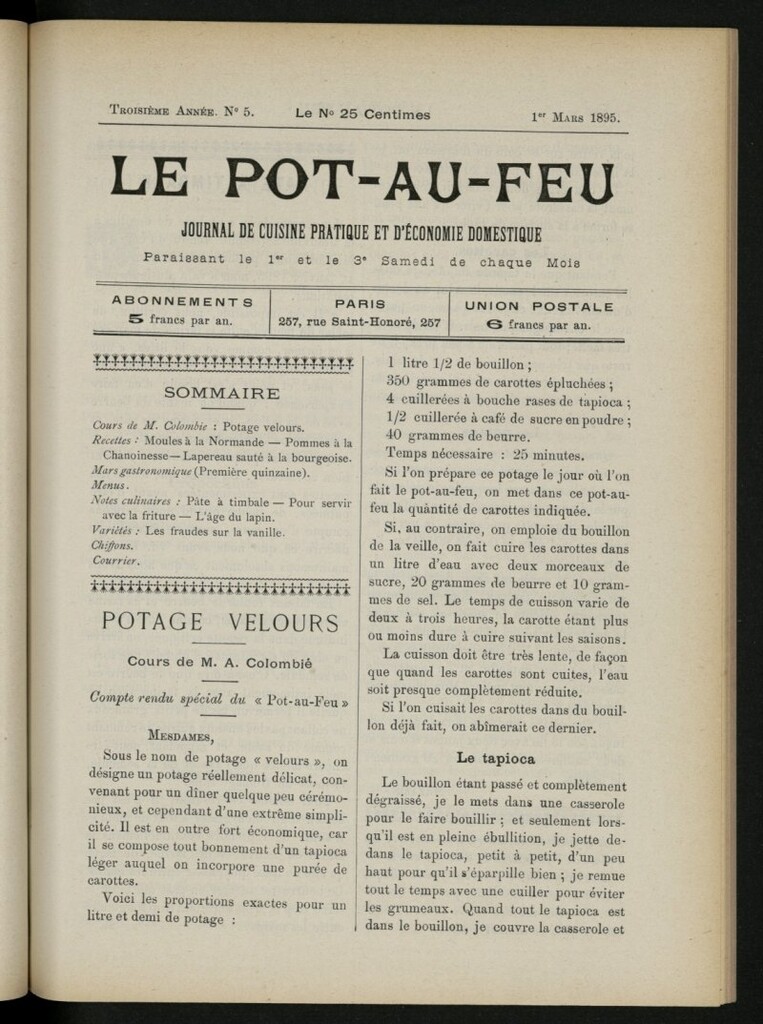 TROISIÈME ANNÉE. N° 5.
Le N° 25 Centimes
1er MARS 1895.
LE POT-AU-FEU
JOURNAL DE CUISINE PRATIQUE ET D'ÉCONOMIE DOMESTIQUE
Paraissant le 1er et le 3e Samedi de chaque Mois
ABONNEMENTS
5 francs par an.
PARIS
257, rue Saint-Honoré, 257
UNION POSTALE
6 francs par an.
SOMMAIRE
Cours de M. Colombie : Potage velours.
Recettes : Moules à la Normande — Pommes à la
Chanoinesse — Lapereau sauté à la bourgeoise.
Mars gastronomique (Première quinzaine).
Menus.
Notes culinaires : Pâte à timbale — Pour servir
avec la friture — L'âge du lapin.
Variétés : Les fraudes sur la vanille.
Chiffons.
Courrier.
POTAGE VELOURS
Cours de M. A. Colombié
Compte rendu spécial du « Pot-au-Feu »
MESDAMES,
Sous le nom de potage « velours », on
désigne un potage réellement délicat, con-
venant pour un dîner quelque peu cérémo-
nieux, et cependant d'une extrême simpli-
cité. Il est en outre fort économique, car
il se compose tout bonnement d'un tapioca
léger auquel on incorpore une purée de
carottes.
Voici les proportions exactes pour un
litre et demi de potage :
1 litre 1/2 de bouillon ;
350 grammes de carottes épluchées ;
4 cuillerées à bouche rases de tapioca ;
1/2 cuillerée à café de sucre en poudre ;
40 grammes de beurre.
Temps nécessaire : 25 minutes.
Si l'on prépare ce potage le jour où l'on
fait le pot-au-feu, on met dans ce pot-au-
feu la quantité de carottes indiquée.
Si, au contraire, on emploie du bouillon
de la veille, on fait cuire les carottes dans
un litre d'eau avec deux morceaux de
sucre, 20 grammes de beurre et 10 gram-
mes de sel. Le temps de cuisson varie de
deux à trois heures, la carotte étant plus
ou moins dure à cuire suivant les saisons.
La cuisson doit être très lente, de façon
que quand les carottes sont cuites, l'eau
soit presque complètement réduite.
Si l'on cuisait les carottes dans du bouil-
lon déjà fait, on abîmerait ce dernier.
Le tapioca
Le bouillon étant passé et complètement
dégraissé, je le mets dans une casserole
pour le faire bouillir ; et seulement lors-
qu'il est en pleine ébullition, je jette de-
dans le tapioca, petit à petit, d'un peu
haut pour qu'il s'éparpille bien ; je remue
tout le temps avec une cuiller pour éviter
les grumeaux. Quand tout le tapioca est
dans le bouillon, je couvre la casserole et